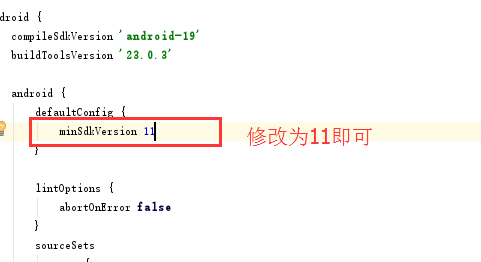 ndroid {
compileSdkVersion 'android-19'
buildToolsVersion '23.0.3'
android {
defaultConfig {
minSdkVersion 11
修改为11即可
}
lintOptions {
abortOnError false
}
sourceSets